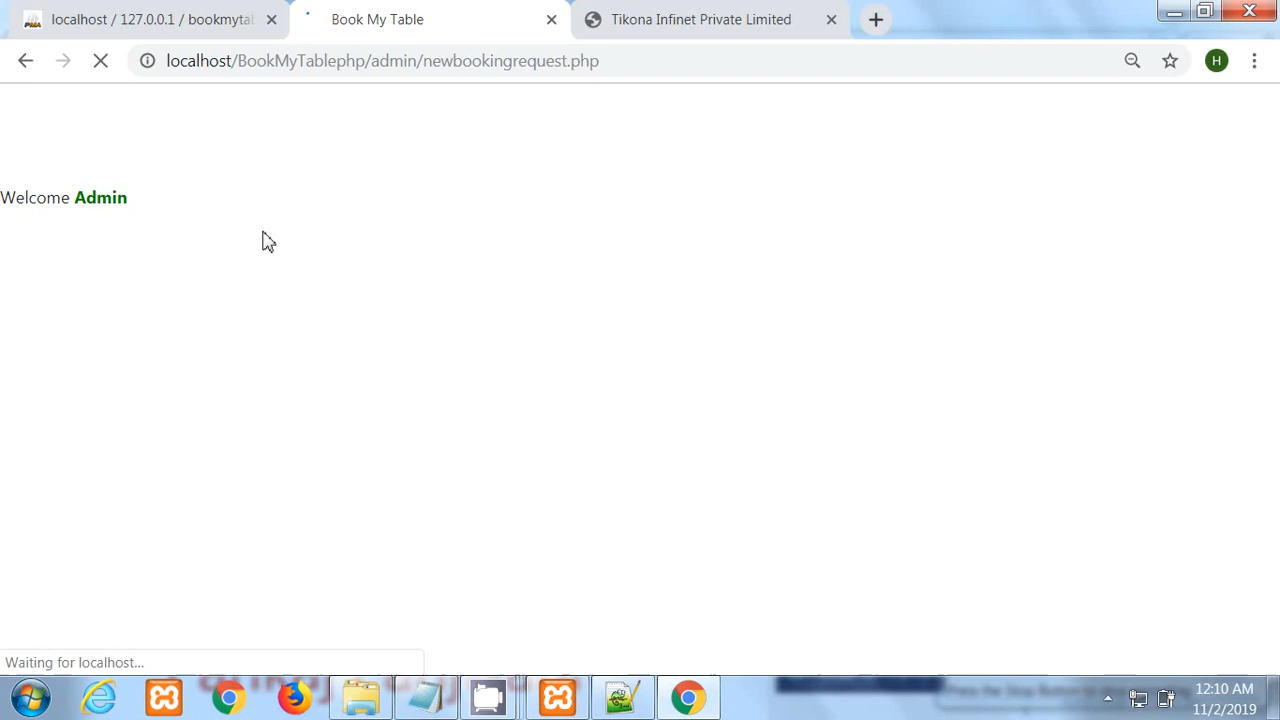 localhost / 127.0.0.1 / bookmyta
Book My Table
Tikona Infinet Private Limited
localhost/BookMyTablephp/admin/newbookingrequest.php
H
Welcome Admin
Waiting for localhost...
12:10 AM
11/2/2019